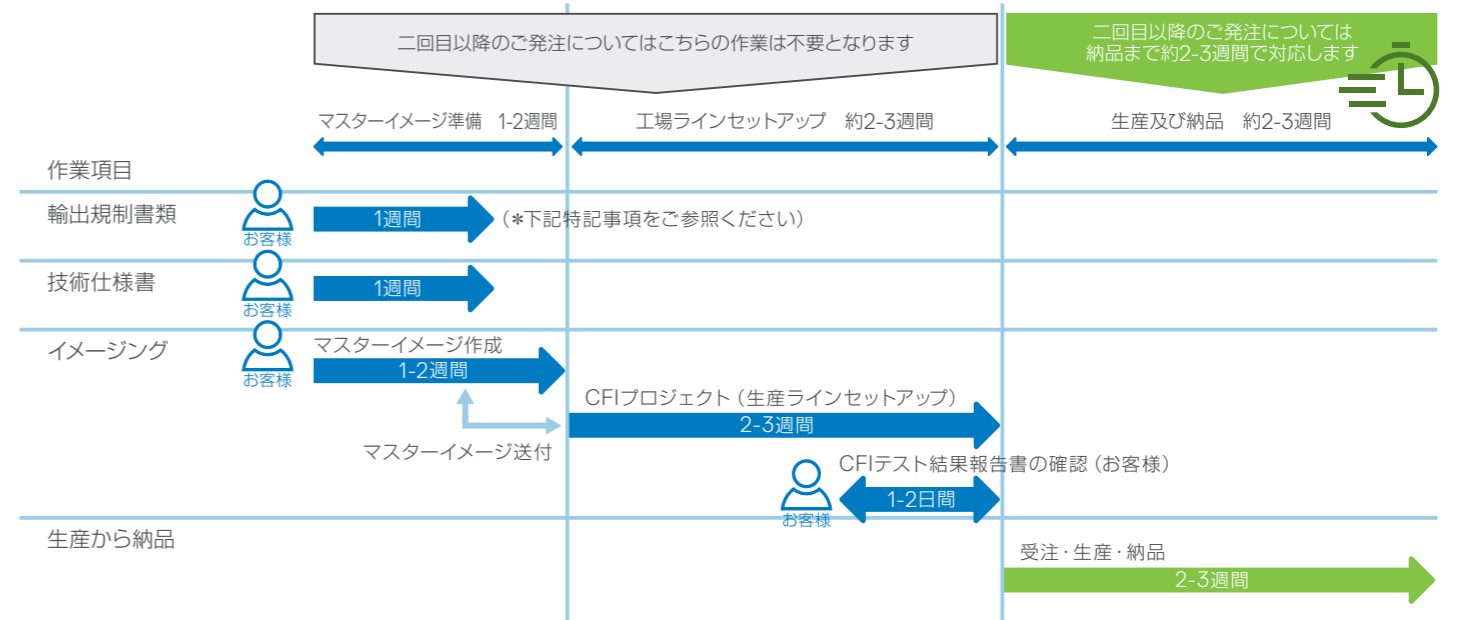 二回目以降のご発注についてはこちらの作業は不要となります
二回目以降のご発注については
納品まで約2-3週間で対応します
マスターイメージ準備 1-2週間
工場ラインセットアップ 約2-3週間
生産及び納品 約2-3週間
作業項目
輸出規制書類
お客様
1週間
(*下記特記事項をご参照ください)
技術仕様書
お客様
1週間
イメージング
お客様
マスターイメージ作成
1-2週間
CFIプロジェクト(生産ラインセットアップ)
2-3週間
マスターイメージ送付
CFIテスト結果報告書の確認(お客様)
お客様
1-2日間
生産から納品
受注・生産・納品
2-3週間